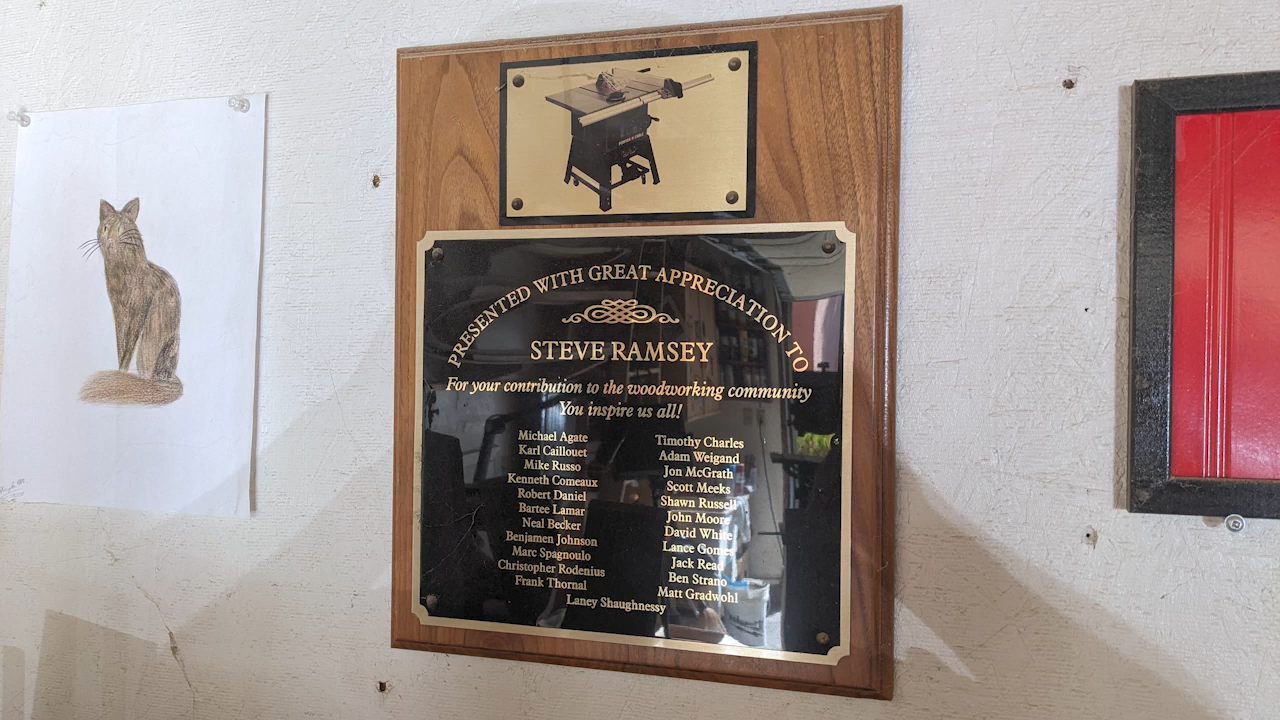 PRESENTED WITH GREAT APPRECIATION TO
STEVE RAMSEY
For your contribution to the woodworking community
You inspire us all!
Michael Agate
Karl Caillouet
Mike Russo
Kenneth Comeaux
Robert Daniel
Bartee Lamar
Neal Becker
Benjamen Johnson
Marc Spagnoulo
Christopher Rodenius
Frank Thornal
Timothy Charles
Adam Weigand
Jon McGrath
Scott Meeks
Shawn Russell
John Moore
David White
Lance Gomes
Jack Read
Ben Strano
Matt Gradwohl
Laney Shaughnessy